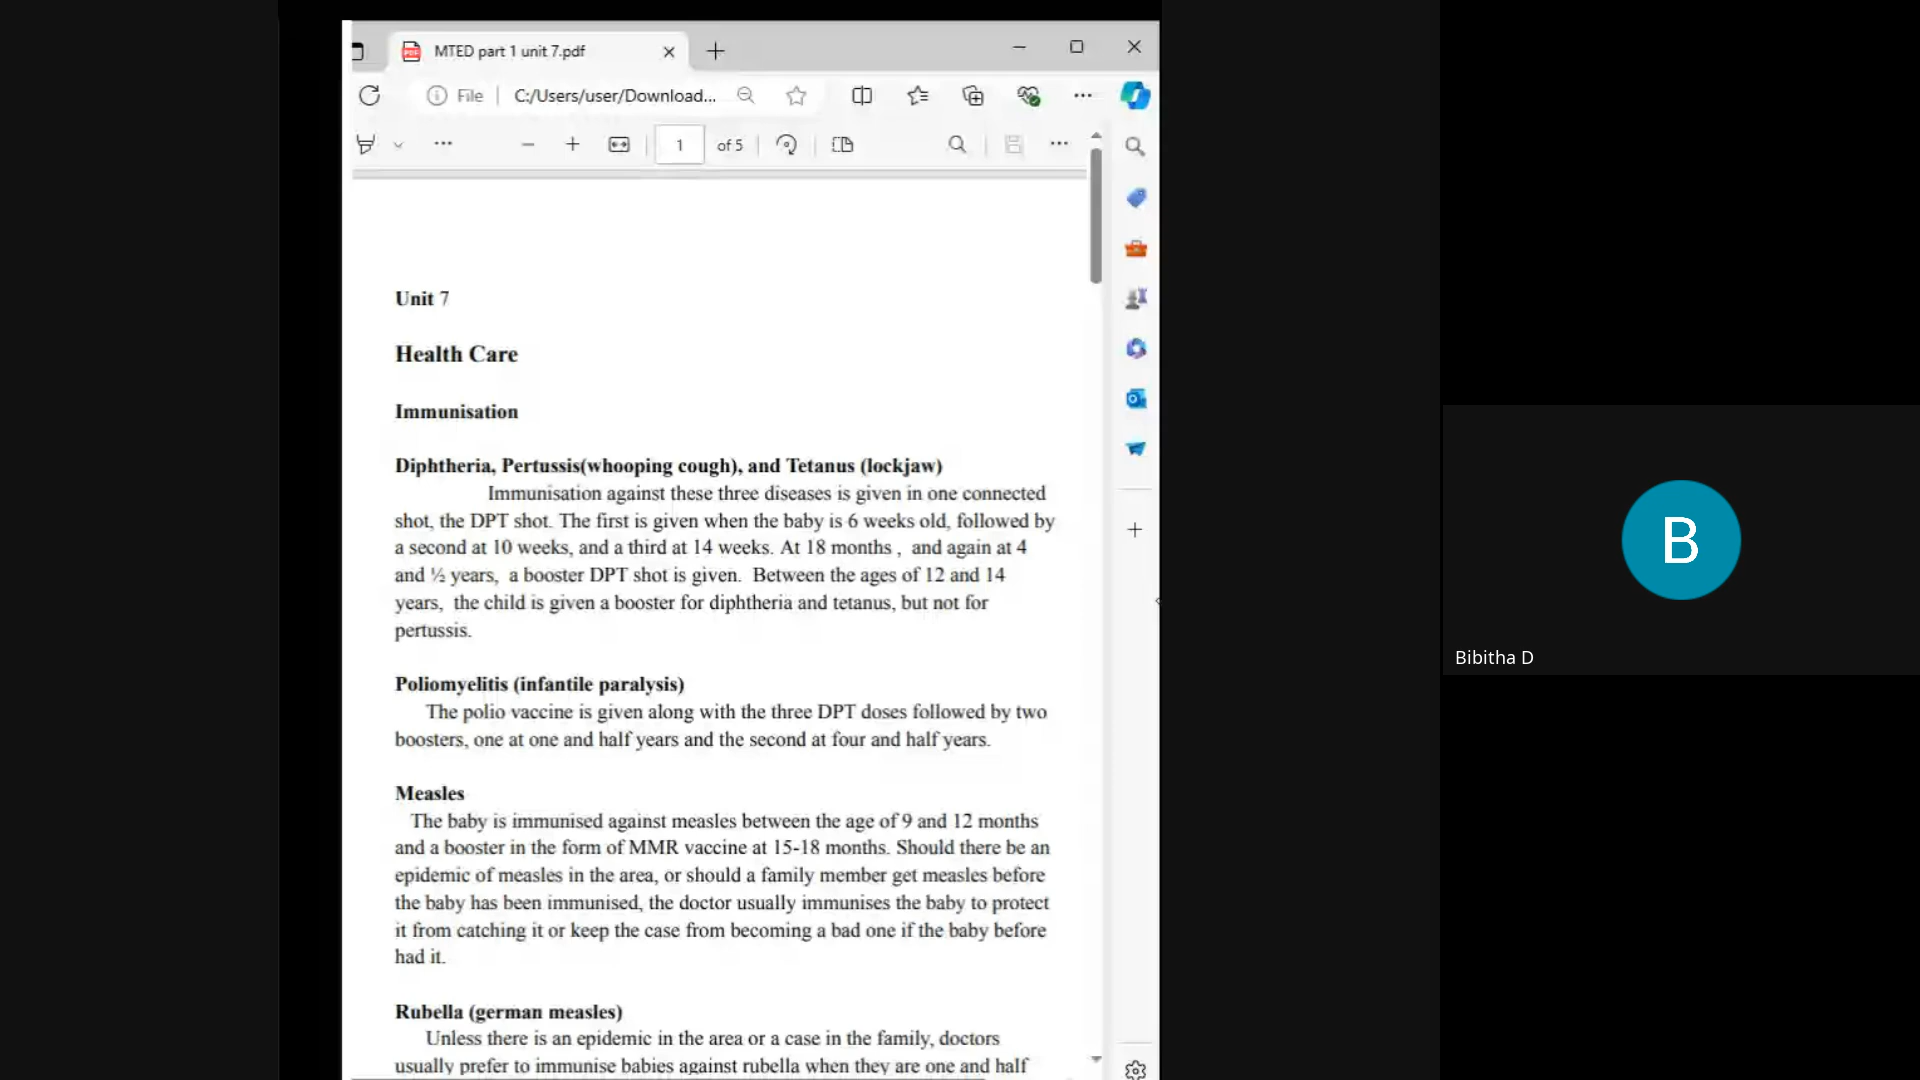 MTED part 1 unit 7.pdf
File
C:/Users/user/Download...
1 of 5
Unit 7
Health Care
Immunisation
Diphtheria, Pertussis(whooping cough), and Tetanus (lockjaw)
Immunisation against these three diseases is given in one connected
shot, the DPT shot. The first is given when the baby is 6 weeks old, followed by
a second at 10 weeks, and a third at 14 weeks. At 18 months , and again at 4
and ½ years, a booster DPT shot is given. Between the ages of 12 and 14
years, the child is given a booster for diphtheria and tetanus, but not for
pertussis.
Poliomyelitis (infantile paralysis)
The polio vaccine is given along with the three DPT doses followed by two
boosters, one at one and half years and the second at four and half years.
Measles
The baby is immunised against measles between the age of 9 and 12 months
and a booster in the form of MMR vaccine at 15-18 months. Should there be an
epidemic of measles in the area, or should a family member get measles before
the baby has been immunised, the doctor usually immunises the baby to protect
it from catching it or keep the case from becoming a bad one if the baby before
had it.
Rubella (german measles)
Unless there is an epidemic in the area or a case in the family, doctors
usually prefer to immunise babies against rubella when they are one and half
B
Bibitha D